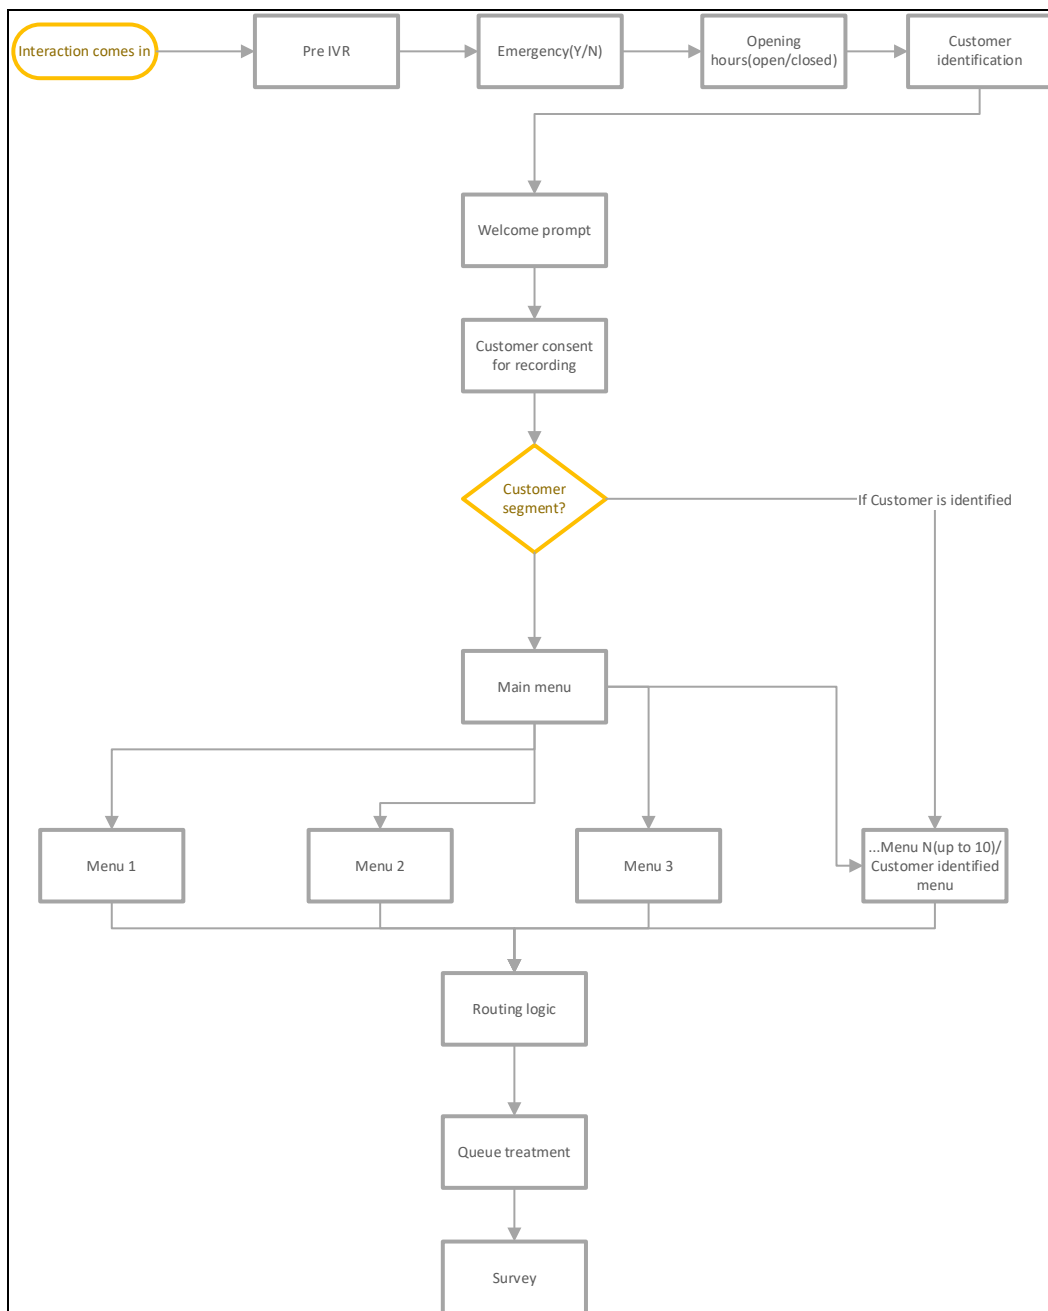 Interaction comes in
Pre IVR
Emergency(Y/N)
Opening
hours(open/closed)
Customer
identification
Welcome prompt
Customer consent
for recording
Customer
segment?
If Customer is identified
Main menu
Menu 1
Menu 2
Menu 3
...Menu N(up to 10)/
Customer identified
menu
Routing logic
Queue treatment
Survey